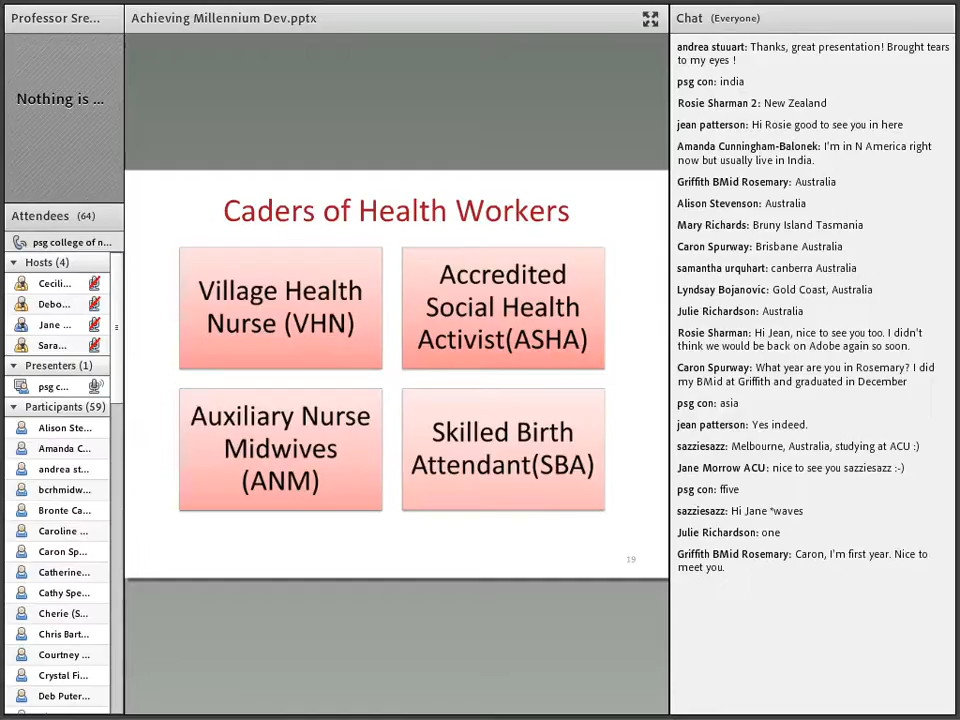 Professor Sre...
Nothing is ...
Attendees (64)
psg college of n...
Hosts (4)
Cecili...
Debo...
Jane ...
Sara...
Presenters (1)
psg c...
Participants (59)
Alison Ste...
Amanda C...
andrea st...
bcrhmidw...
Bronte Ca...
Caroline ...
Caron Sp...
Catherine...
Cathy Spe...
Cherie (S...
Chris Bart...
Courtney ...
Crystal Fi...
Deb Puter...
Achieving Millennium Dev.pptx
Caders of Health Workers
Village Health
Nurse (VHN)
Accredited
Social Health
Activist(ASHA)
Auxiliary Nurse
Midwives
(ANM)
Skilled Birth
Attendant(SBA)
19
Chat (Everyone)
andrea stuuart: Thanks, great presentation! Brought tears
to my eyes !
psg con: india
Rosie Sharman 2: New Zealand
jean patterson: Hi Rosie good to see you in here
Amanda Cunningham-Balonek: I'm in N America right
now but usually live in India.
Griffith BMid Rosemary: Australia
Alison Stevenson: Australia
Mary Richards: Bruny Island Tasmania
Caron Spurway: Brisbane Australia
samantha urquhart: canberra Australia
Lyndsay Bojanovic: Gold Coast, Australia
Julie Richardson: Australia
Rosie Sharman: Hi Jean, nice to see you too. I didn't
think we would be back on Adobe again so soon.
Caron Spurway: What year are you in Rosemary? I did
my BMid at Griffith and graduated in December
psg con: asia
jean patterson: Yes indeed.
sazziesazz: Melbourne, Australia, studying at ACU :)
Jane Morrow ACU: nice to see you sazziesazz :-)
psg con: ffive
sazziesazz: Hi Jane *waves
Julie Richardson: one
Griffith BMid Rosemary: Caron, I'm first year. Nice to
meet you.